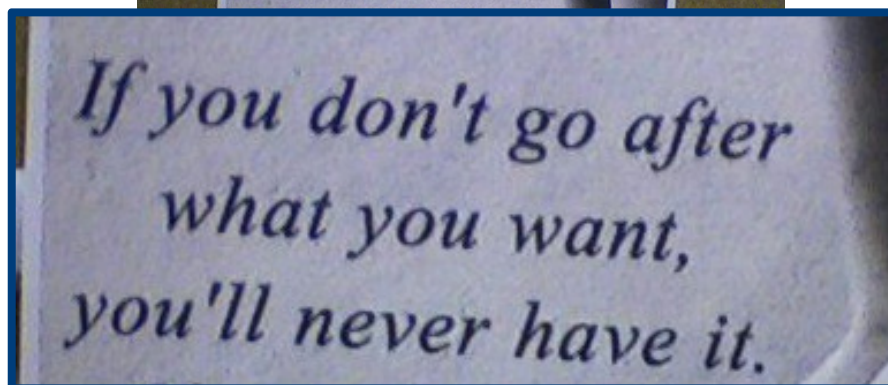 If you don't go after
what you want,
you'll never have it.